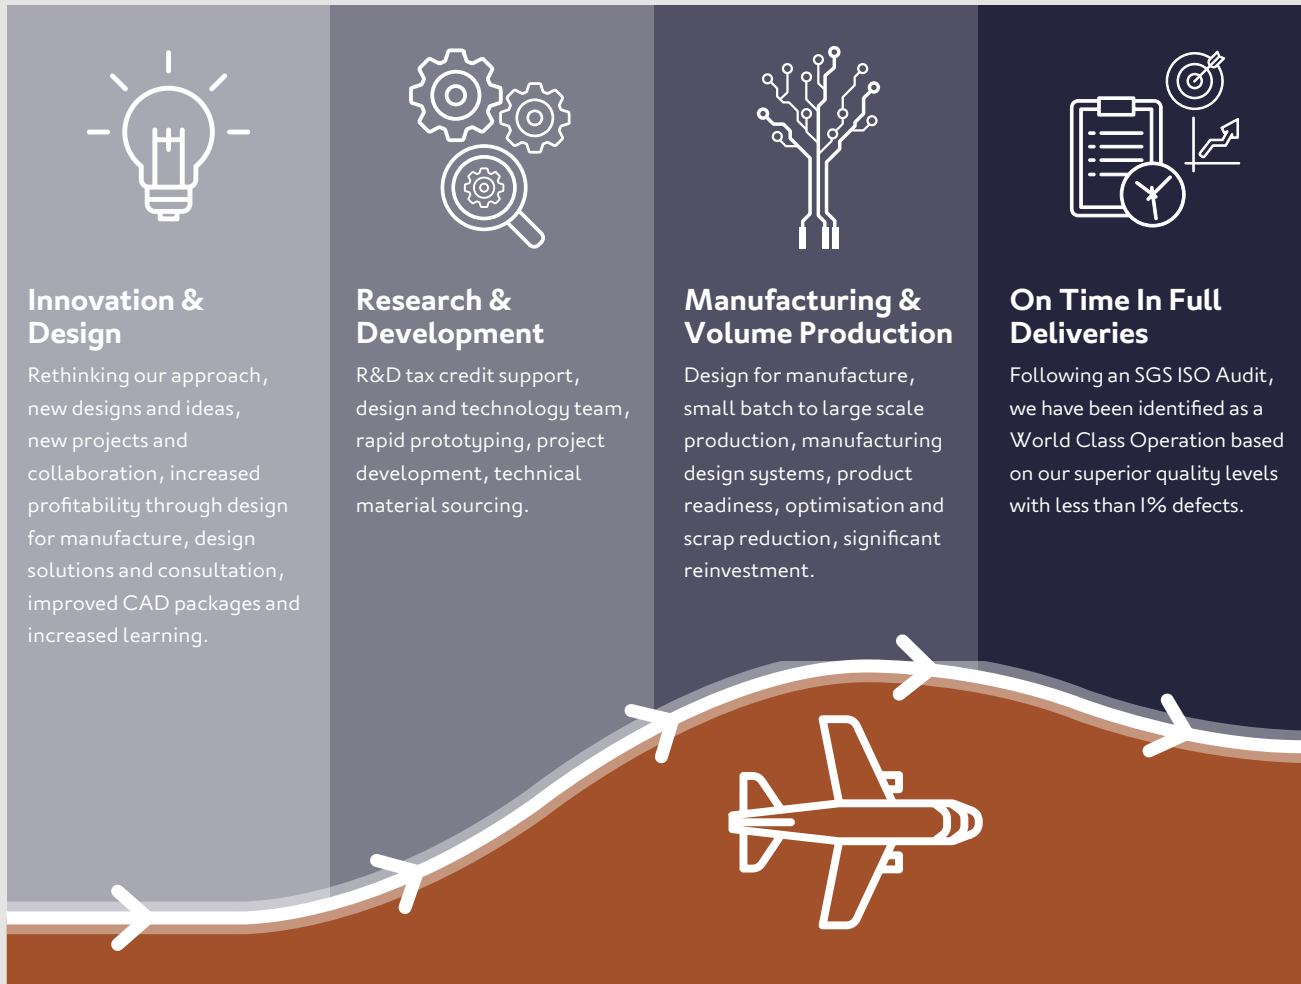 Innovation &
Design
Rethinking our approach,
new designs and ideas,
new projects and
collaboration, increased
profitability through design
for manufacture, design
solutions and consultation,
improved CAD packages and
increased learning.
Research &
Development
R&D tax credit support,
design and technology team,
rapid prototyping, project
development, technical
material sourcing.
Manufacturing &
Volume Production
Design for manufacture,
small batch to large scale
production, manufacturing
design systems, product
readiness, optimisation and
scrap reduction, significant
reinvestment.
On Time In Full
Deliveries
Following an SGS ISO Audit,
we have been identified as a
World Class Operation based
on our superior quality levels
with less than 1% defects.